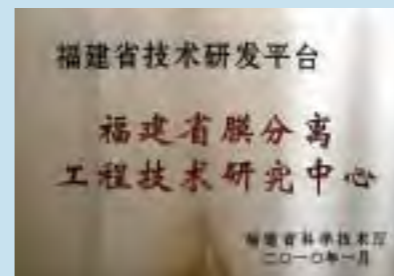 福建省技术研发平台
福建省膜分离
工程技术研究中心
福建省科学技术厅
二〇一〇年一月